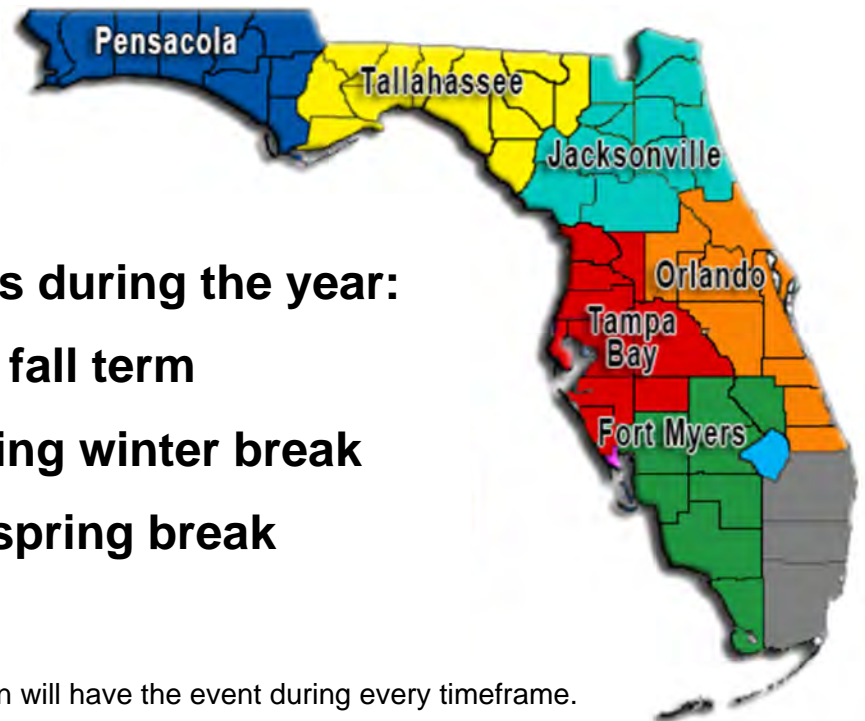 Pensacola
Tallahassee
Jacksonville
s during the year:
Orlando
fall term
Tampa
Bay
ing winter break
Fort Myers
spring break
n will have the event during every timeframe.